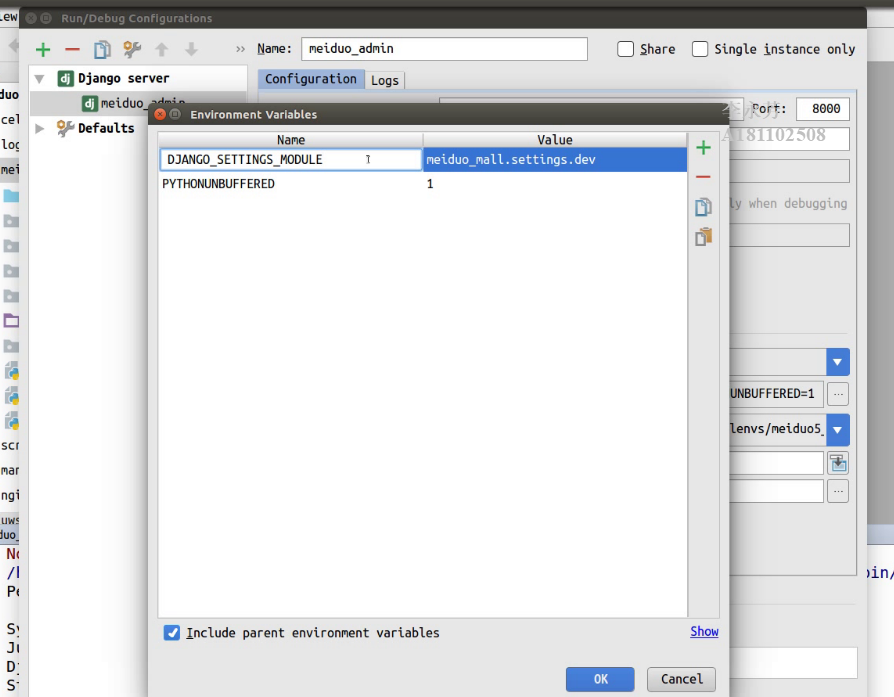 Run/Debug Configurations
Name: meiduo_admin
Share
Single instance only
Django server
meiduo_admin
Defaults
Configuration
Logs
Port: 8000
A181102508
Environment Variables
Name Value
DJANGO_SETTINGS_MODULE meiduo_mall.settings.dev
PYTHONUNBUFFERED 1
ly when debugging
UNBUFFERED=1
lenvs/meiduo5_
Include parent environment variables
Show
OK
Cancel